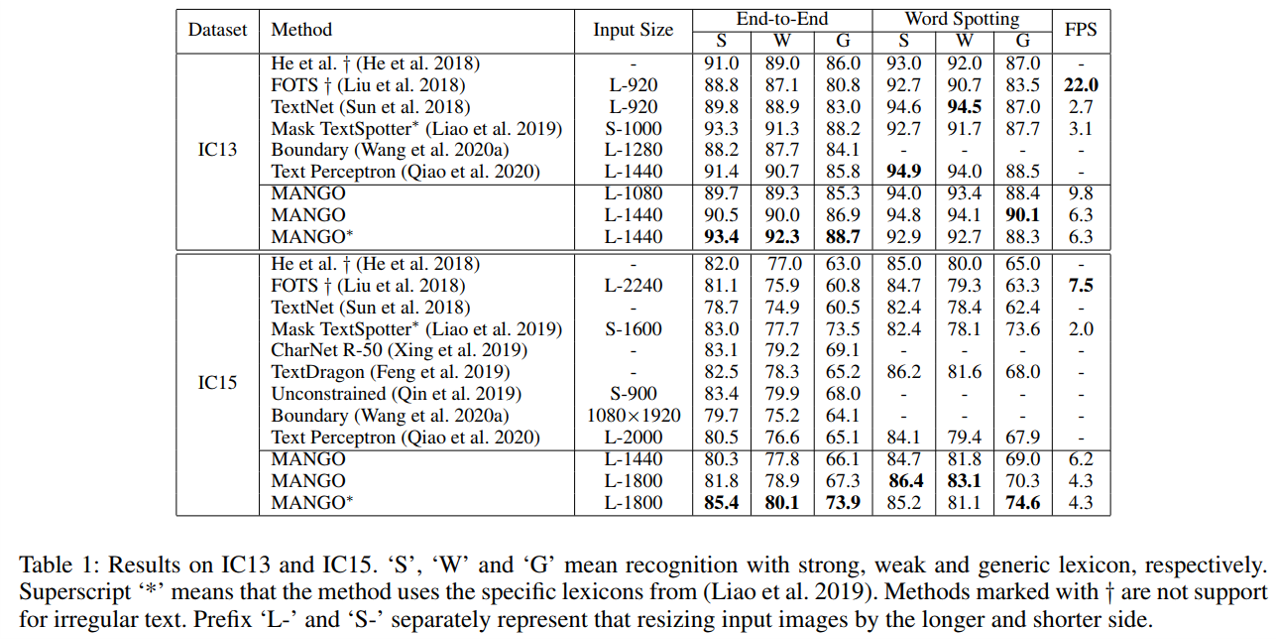 Dataset Method Input Size End-to-End Word Spotting FPS
S W G S W G
IC13
He et al. † (He et al. 2018) - 91.0 89.0 86.0 93.0 92.0 87.0 -
FOTS † (Liu et al. 2018) L-920 88.8 87.1 80.8 92.7 90.7 83.5 22.0
TextNet (Sun et al. 2018) L-920 89.8 88.9 83.0 94.6 94.5 87.0 2.7
Mask TextSpotter* (Liao et al. 2019) S-1000 93.3 91.3 88.2 92.7 91.7 87.7 3.1
Boundary (Wang et al. 2020a) L-1280 88.2 87.7 84.1 - - - -
Text Perceptron (Qiao et al. 2020) L-1440 91.4 90.7 85.8 94.9 94.0 88.5 -
MANGO L-1080 89.7 89.3 85.3 94.0 93.4 88.4 9.8
MANGO L-1440 90.5 90.0 86.9 94.8 94.1 90.1 6.3
MANGO* L-1440 93.4 92.3 88.7 92.9 92.7 88.3 6.3
IC15
He et al. † (He et al. 2018) - 82.0 77.0 63.0 85.0 80.0 65.0 -
FOTS † (Liu et al. 2018) L-2240 81.1 75.9 60.8 84.7 79.3 63.3 7.5
TextNet (Sun et al. 2018) - 78.7 74.9 60.5 82.4 78.4 62.4 -
Mask TextSpotter* (Liao et al. 2019) S-1600 83.0 77.7 73.5 82.4 78.1 73.6 2.0
CharNet R-50 (Xing et al. 2019) - 83.1 79.2 69.1 - - - -
TextDragon (Feng et al. 2019) - 82.5 78.3 65.2 86.2 81.6 68.0 -
Unconstrained (Qin et al. 2019) S-900 83.4 79.9 68.0 - - - -
Boundary (Wang et al. 2020a) 1080×1920 79.7 75.2 64.1 - - - -
Text Perceptron (Qiao et al. 2020) L-2000 80.5 76.6 65.1 84.1 79.4 67.9 -
MANGO L-1440 80.3 77.8 66.1 84.7 81.8 69.0 6.2
MANGO L-1800 81.8 78.9 67.3 86.4 83.1 70.3 4.3
MANGO* L-1800 85.4 80.1 73.9 85.2 81.1 74.6 4.3
Table 1: Results on IC13 and IC15. ‘S’, ‘W’ and ‘G’ mean recognition with strong, weak and generic lexicon, respectively.
Superscript ‘*’ means that the method uses the specific lexicons from (Liao et al. 2019). Methods marked with † are not support
for irregular text. Prefix ‘L-’ and ‘S-’ separately represent that resizing input images by the longer and shorter side.